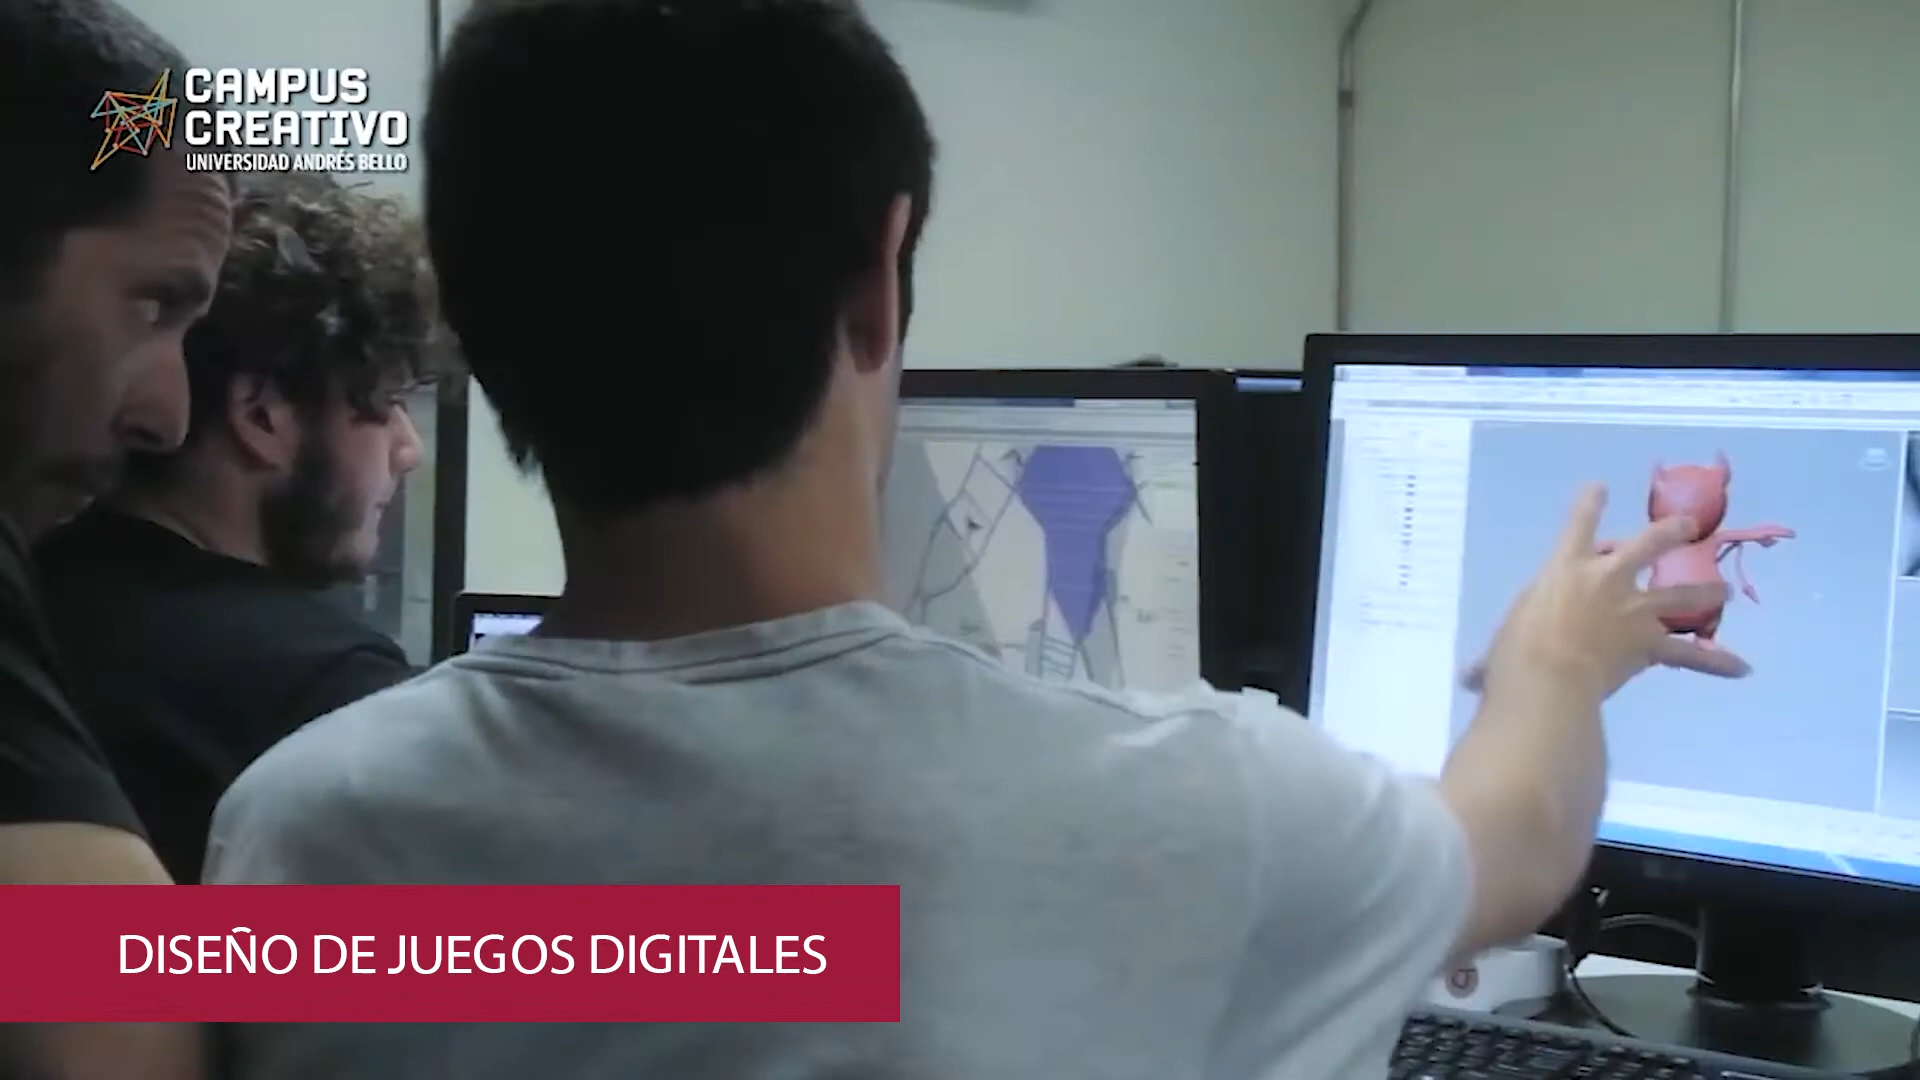 CAMPUS
CREATIVO
UNIVERSIDAD ANDRÉS BELLO
DISEÑO DE JUEGOS DIGITALES